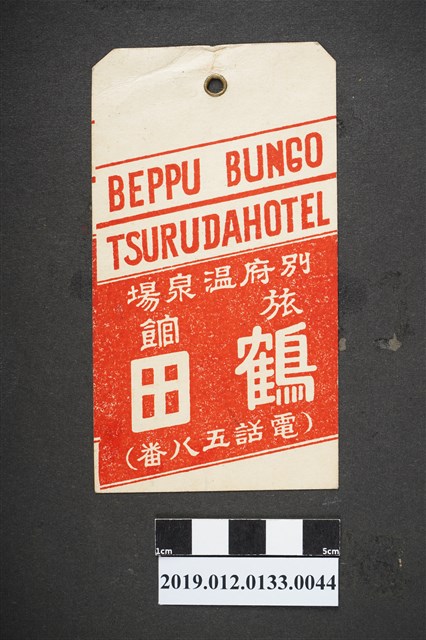 BEPPU BUNGO
TSURUDAHOTEL
別府温泉場
旅館
鶴田
(電話五八番)
1cm
5cm
2019.012.0133.0044